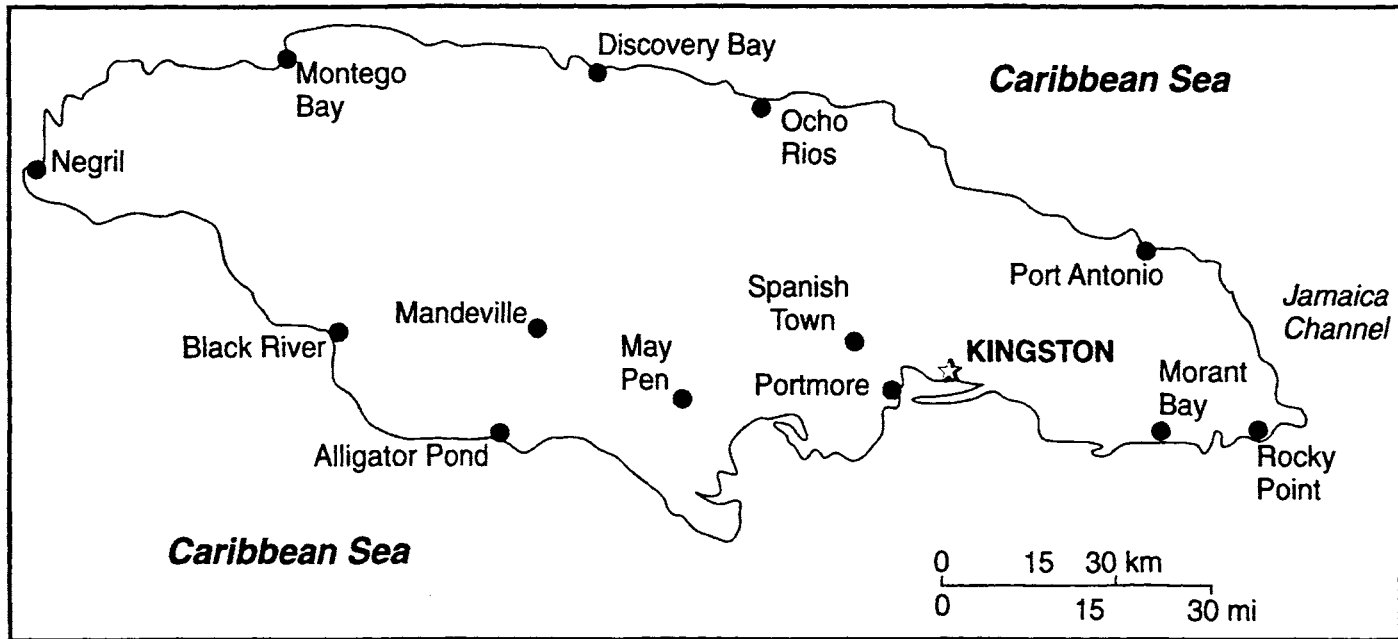 Discovery Bay
Caribbean Sea
Montego
Bay
Ocho
Rios
Negril
Port Antonio
Jamaica
Channel
Spanish
Town
Mandeville
Black River
May
Pen
KINGSTON
Portmore
Morant
Bay
Alligator Pond
Rocky
Point
Caribbean Sea
0 15 30 km
0 15 30 mi